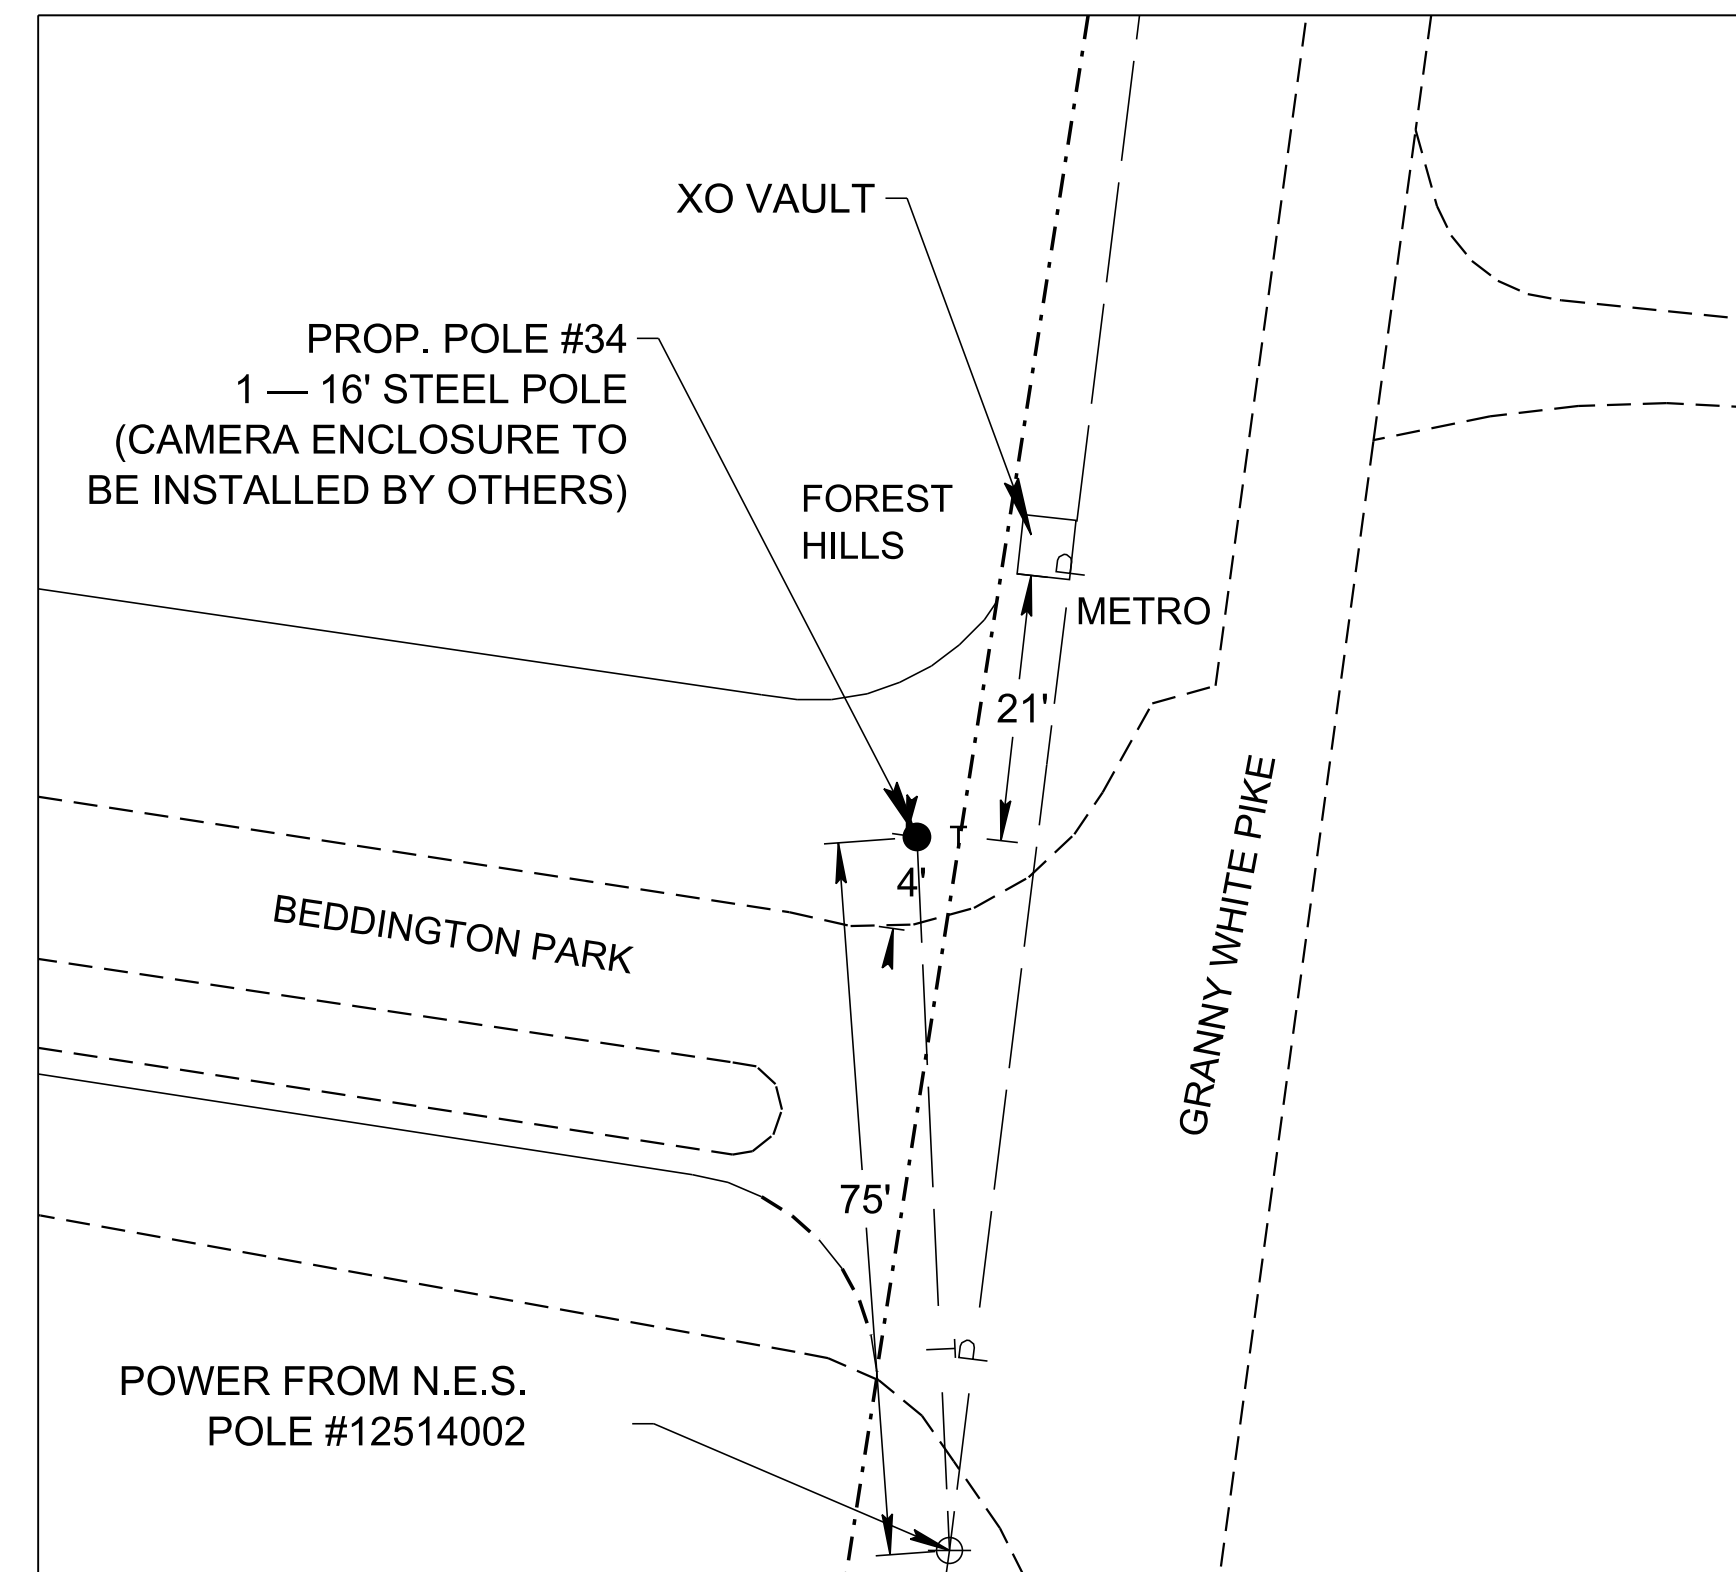 XO VAULT
PROP. POLE #34
1 — 16' STEEL POLE
(CAMERA ENCLOSURE TO
BE INSTALLED BY OTHERS)
FOREST
HILLS
P
METRO
21'
T
4'
BEDDINGTON PARK
GRANNY WHITE PIKE
75'
T
P
POWER FROM N.E.S.
POLE #12514002